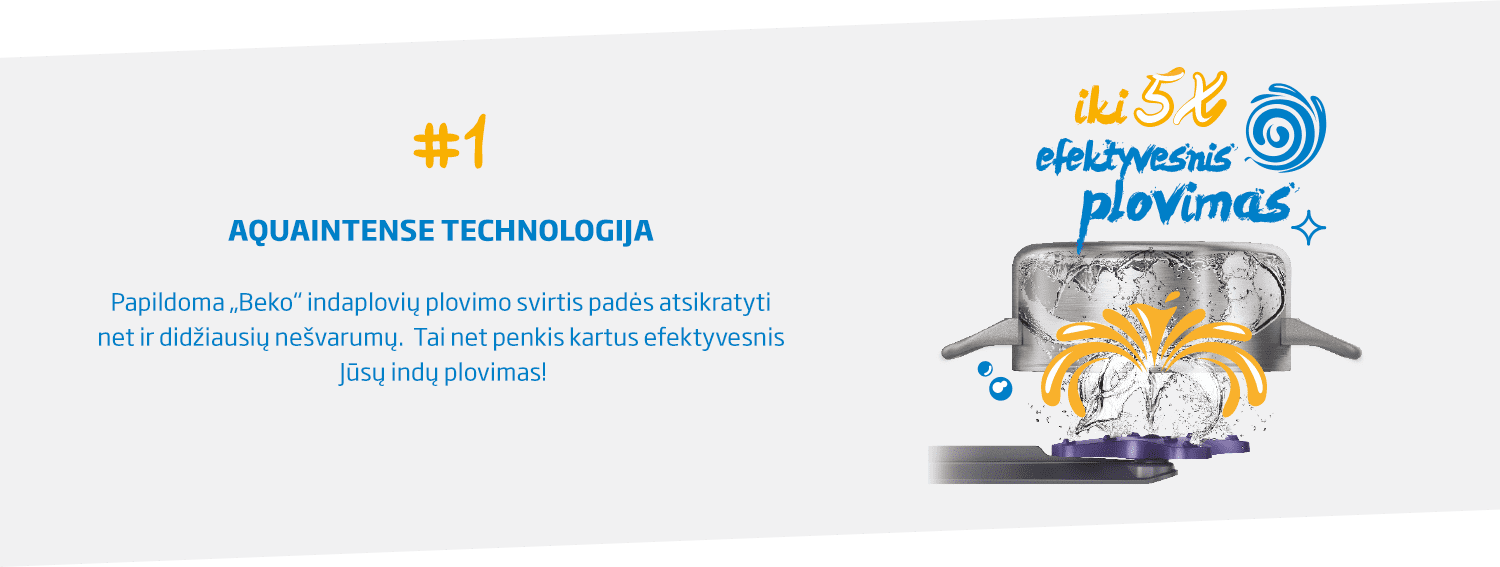 #1
AQUAINTENSE TECHNOLOGIJA
Papildoma „Beko“ indaplovių plovimo svirtis padės atsikratyti
net ir didžiausių nešvarumų.  Tai net penkis kartus efektyvesnis
Jūsų indų plovimas!
iki 5X
efektyvesnis
plovimas